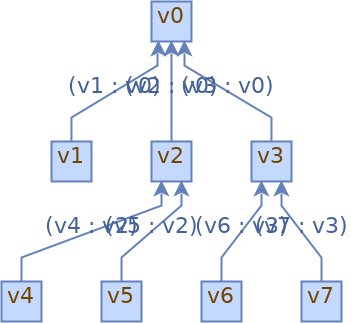 v0
(v1 : v0) (v2 : v0) (v3 : v0)
v1 v2 v3
(v4 : v2) (v5 : v2) (v6 : v3) (v7 : v3)
v4 v5 v6 v7